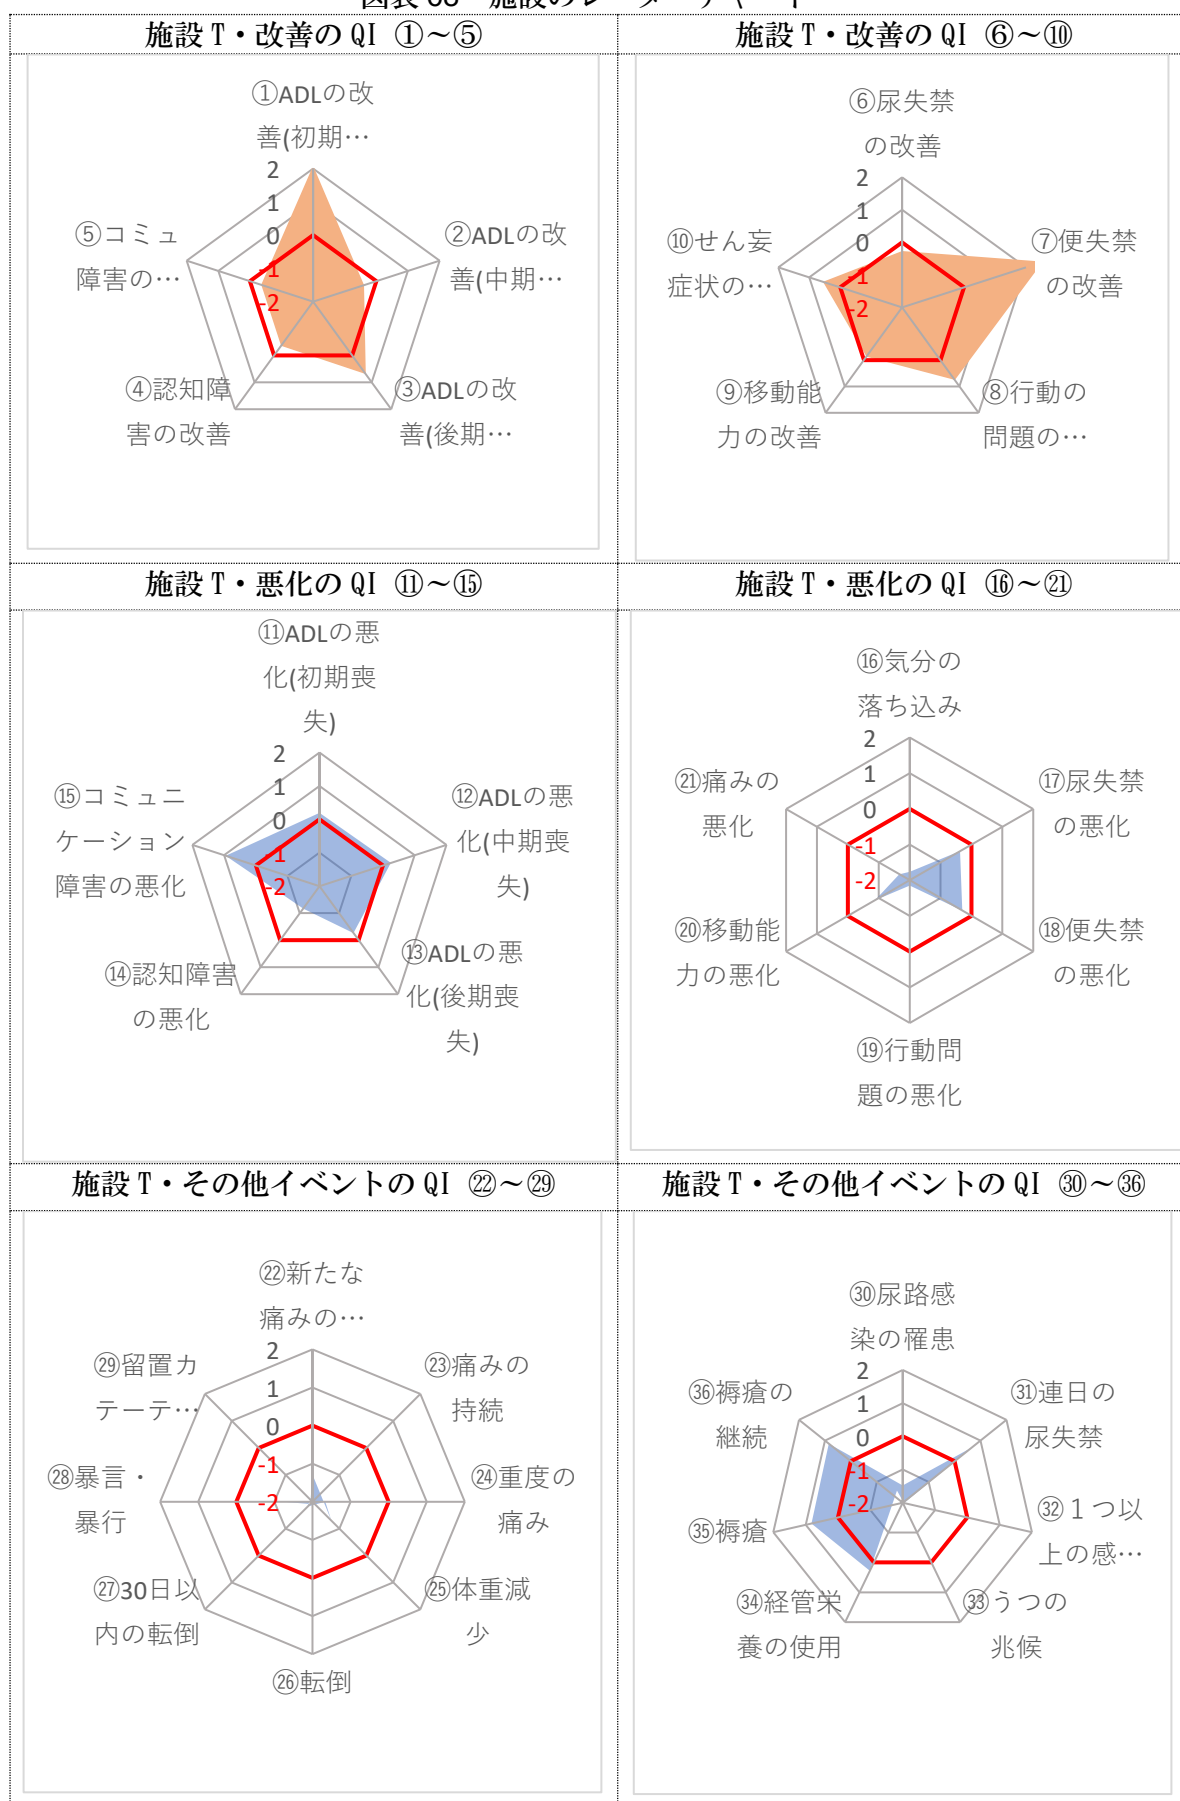 施設 T・改善の QI ①～⑤
施設 T・改善の QI ⑥～⑩
①ADLの改
善(初期…
2
1
0
-1
-2
②ADLの改
善(中期…
③ADLの改
善(後期…
④認知障
害の改善
⑤コミュ
障害の…
⑥尿失禁
の改善
2
1
0
-1
-2
⑦便失禁
の改善
⑧行動の
問題の…
⑨移動能
力の改善
⑩せん妄
症状の…
施設 T・悪化の QI ⑪～⑮
施設 T・悪化の QI ⑯～㉑
⑪ADLの悪
化(初期喪
失)
2
1
0
-1
-2
⑫ADLの悪
化(中期喪
失)
⑬ADLの悪
化(後期喪
失)
⑭認知障害
の悪化
⑮コミュニ
ケーション
障害の悪化
⑯気分の
落ち込み
2
1
0
-1
-2
⑰尿失禁
の悪化
⑱便失禁
の悪化
⑲行動問
題の悪化
⑳移動能
力の悪化
㉑痛みの
悪化
施設 T・その他イベントの QI ㉒～㉙
施設 T・その他イベントの QI ㉚～㊱
㉒新たな
痛みの…
2
1
0
-1
-2
㉓痛みの
持続
㉔重度の
痛み
㉕体重減
少
㉖転倒
㉗30日以
内の転倒
㉘暴言・
暴行
㉙留置カ
テーテ…
㉚尿路感
染の罹患
2
1
0
-1
-2
㉛連日の
尿失禁
㉜１つ以
上の感…
㉝うつの
兆候
㉞経管栄
養の使用
㉟褥瘡
㊱褥瘡の
継続